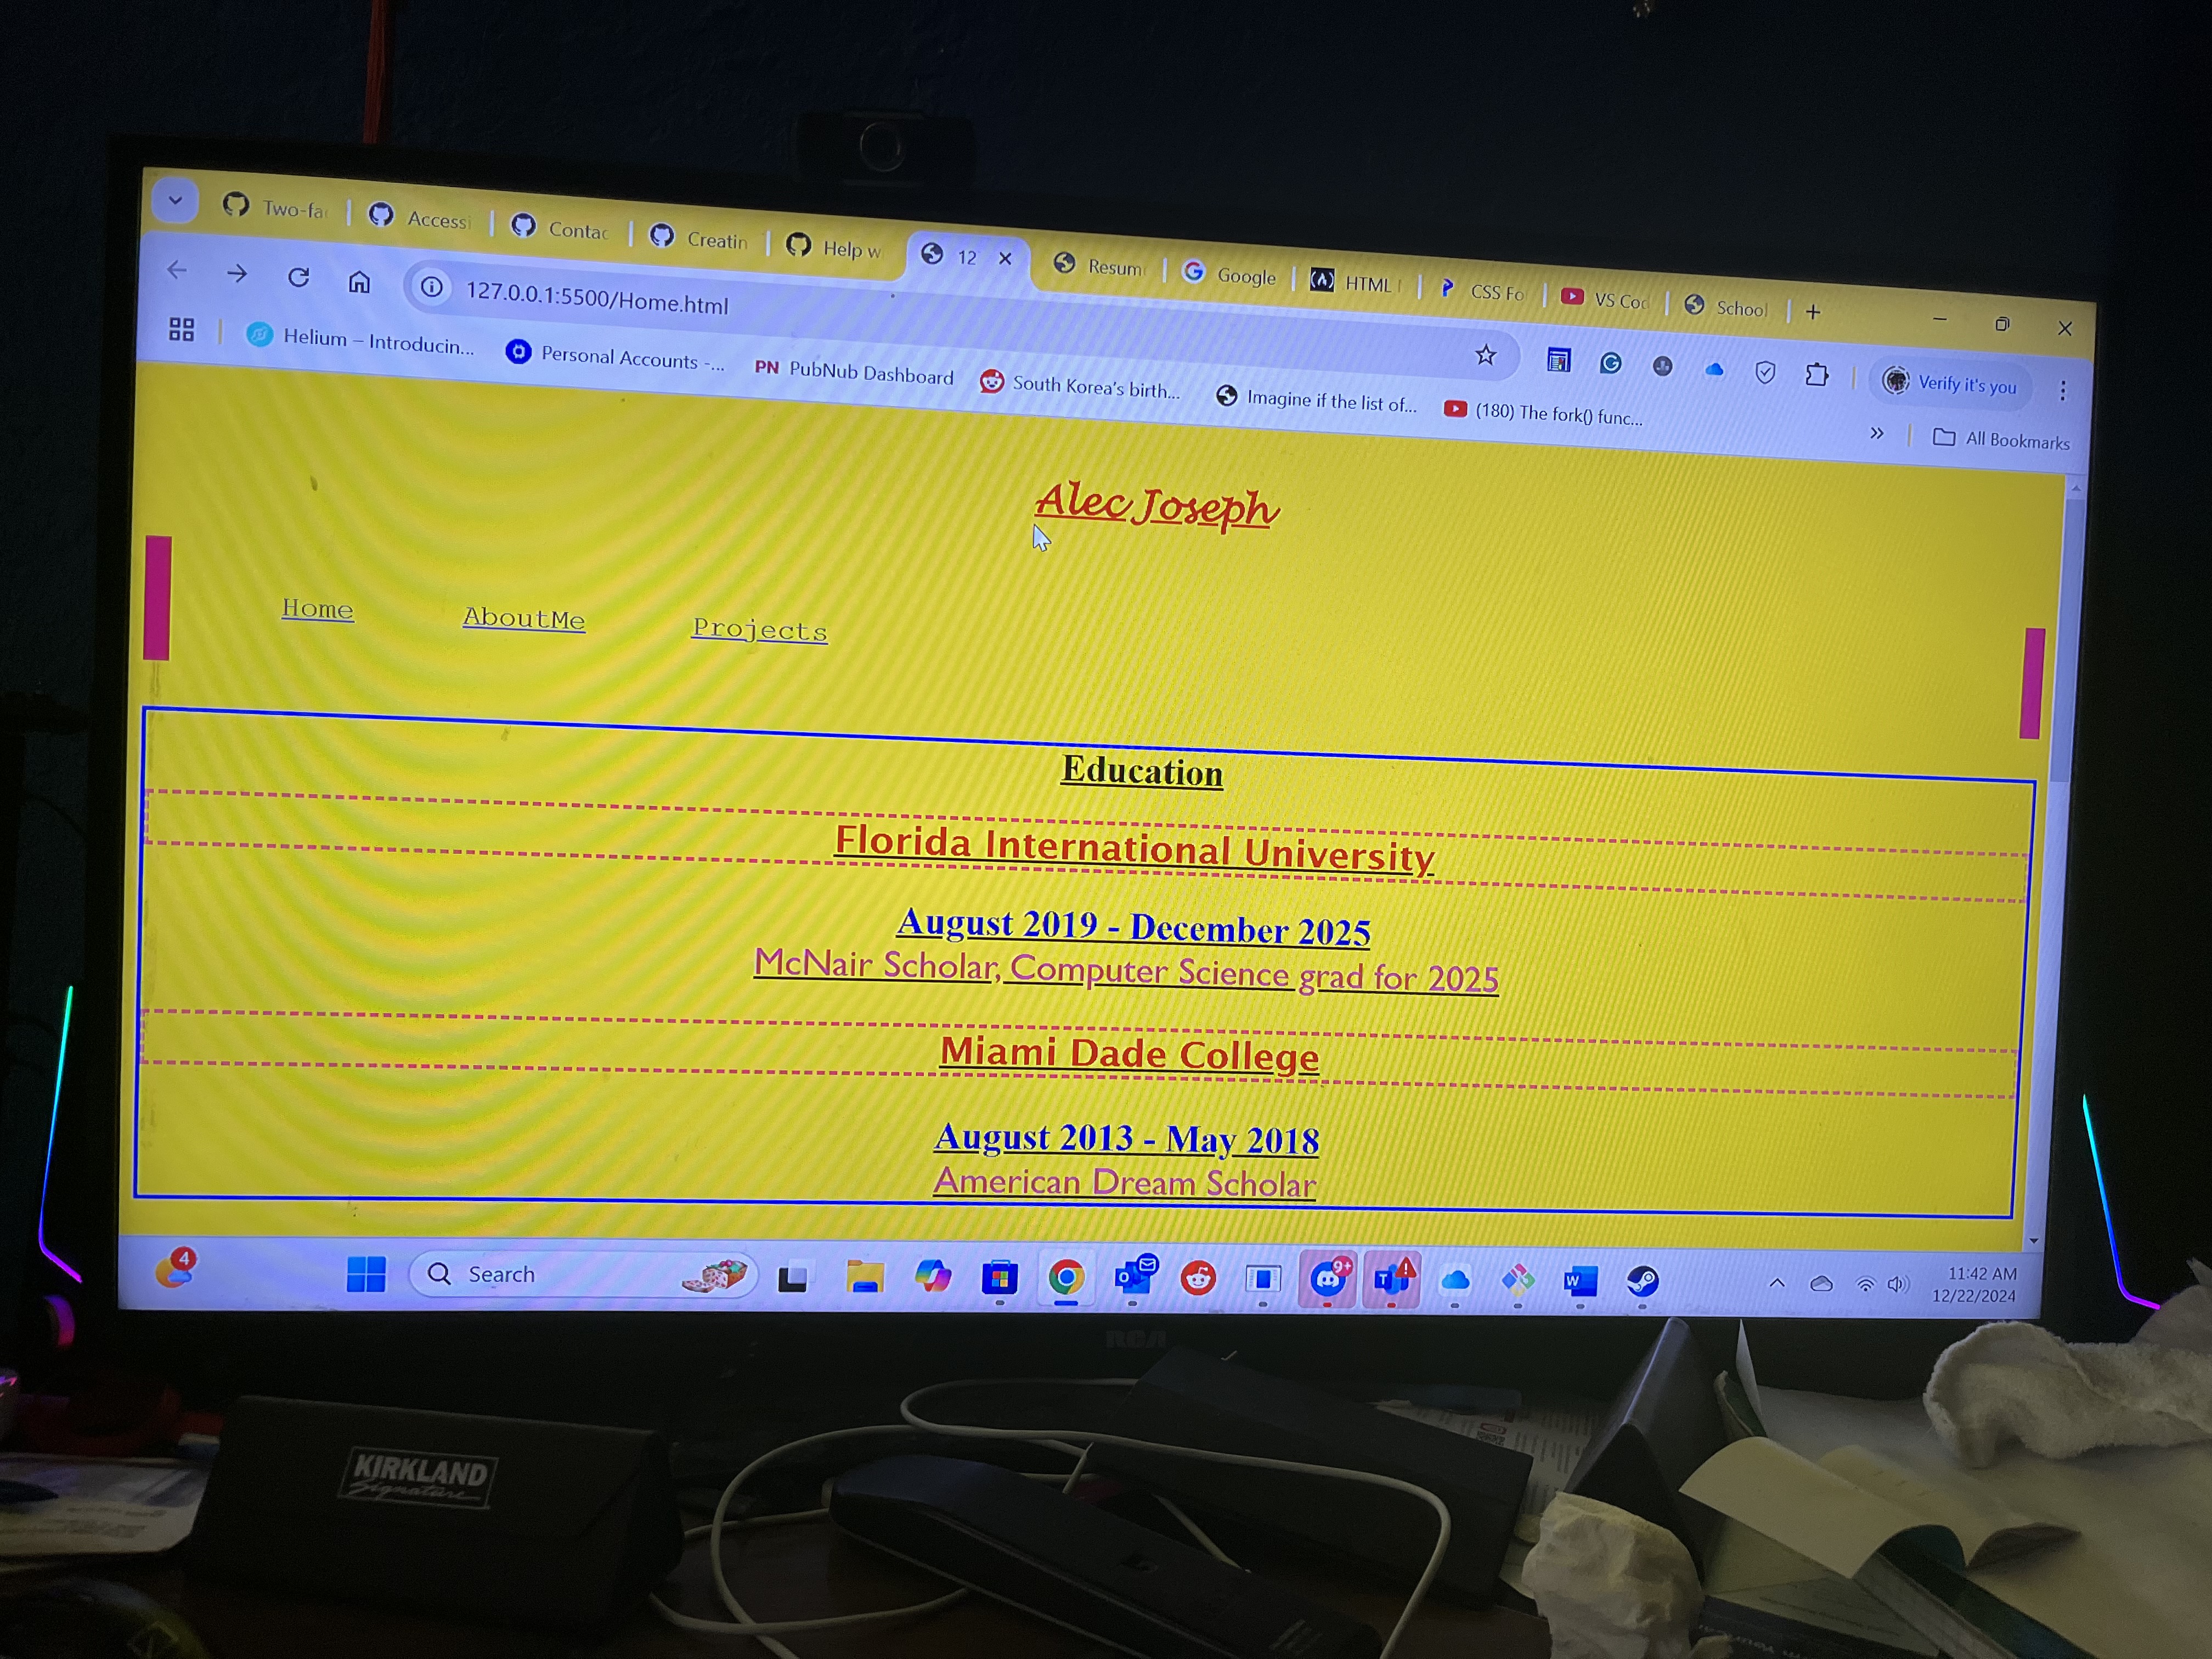 Two-fa
Accessi
Contac
Creatin
Help w
12
Resum
Google
HTML
CSS Fo
VS Cod
School
127.0.0.1:5500/Home.html
Verify it's you
Helium – Introducin...
Personal Accounts -...
PN PubNub Dashboard
South Korea's birth...
Imagine if the list of...
(180) The fork() func...
All Bookmarks
Alec Joseph
Home AboutMe Projects
Education
Florida International University
August 2019 - December 2025
McNair Scholar, Computer Science grad for 2025
Miami Dade College
August 2013 - May 2018
American Dream Scholar
4
Search
9+
11:42 AM
12/22/2024
RCA
KIRKLAND
Signature